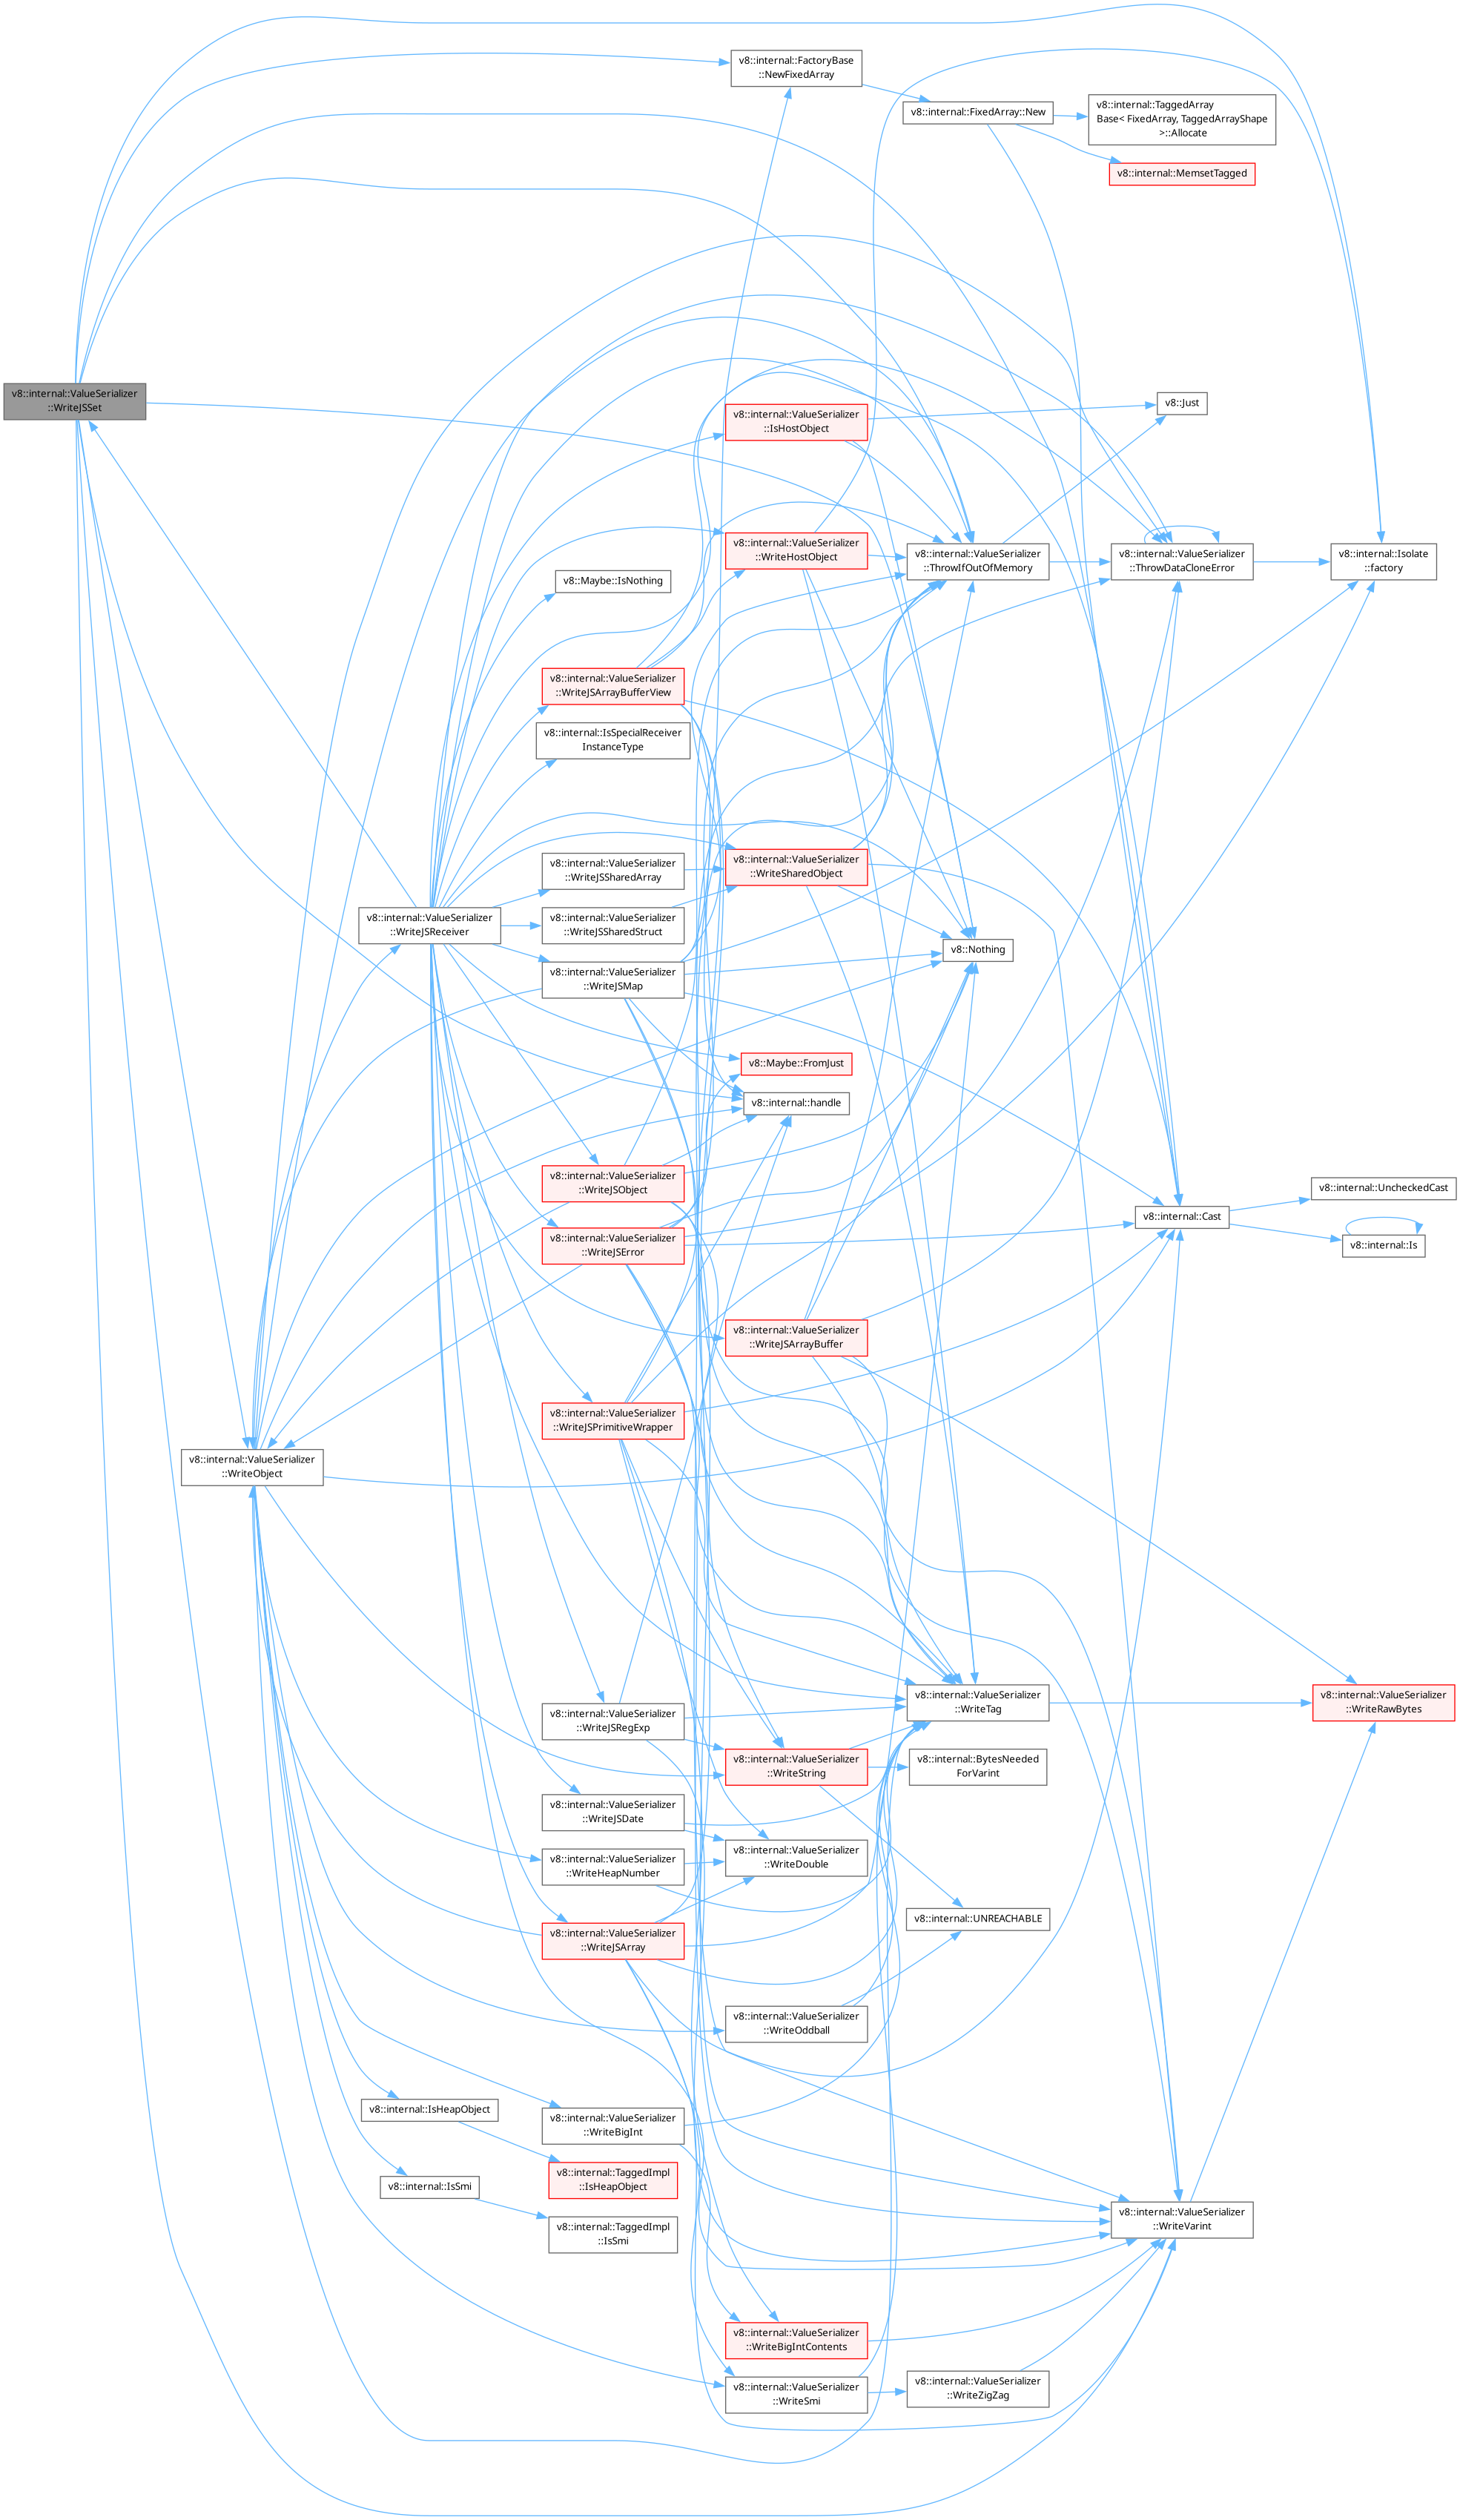 v8::internal::FactoryBase
::NewFixedArray
v8::internal::FixedArray::New
v8::internal::TaggedArray
Base< FixedArray, TaggedArrayShape
>::Allocate
v8::internal::MemsetTagged
v8::internal::ValueSerializer
::WriteJSSet
v8::internal::ValueSerializer
::IsHostObject
v8::Just
v8::internal::ValueSerializer
::WriteHostObject
v8::internal::ValueSerializer
::ThrowIfOutOfMemory
v8::internal::ValueSerializer
::ThrowDataCloneError
v8::internal::Isolate
::factory
v8::Maybe::IsNothing
v8::internal::ValueSerializer
::WriteJSArrayBufferView
v8::internal::IsSpecialReceiver
InstanceType
v8::internal::ValueSerializer
::WriteJSSharedArray
v8::internal::ValueSerializer
::WriteSharedObject
v8::internal::ValueSerializer
::WriteJSReceiver
v8::internal::ValueSerializer
::WriteJSSharedStruct
v8::Nothing
v8::internal::ValueSerializer
::WriteJSMap
v8::Maybe::FromJust
v8::internal::handle
v8::internal::ValueSerializer
::WriteJSObject
v8::internal::UncheckedCast
v8::internal::Cast
v8::internal::ValueSerializer
::WriteJSError
v8::internal::Is
v8::internal::ValueSerializer
::WriteJSArrayBuffer
v8::internal::ValueSerializer
::WriteJSPrimitiveWrapper
v8::internal::ValueSerializer
::WriteObject
v8::internal::ValueSerializer
::WriteTag
v8::internal::ValueSerializer
::WriteRawBytes
v8::internal::ValueSerializer
::WriteJSRegExp
v8::internal::ValueSerializer
::WriteString
v8::internal::BytesNeeded
ForVarint
v8::internal::ValueSerializer
::WriteJSDate
v8::internal::ValueSerializer
::WriteDouble
v8::internal::ValueSerializer
::WriteHeapNumber
v8::internal::UNREACHABLE
v8::internal::ValueSerializer
::WriteJSArray
v8::internal::ValueSerializer
::WriteOddball
v8::internal::IsHeapObject
v8::internal::ValueSerializer
::WriteBigInt
v8::internal::TaggedImpl
::IsHeapObject
v8::internal::IsSmi
v8::internal::ValueSerializer
::WriteVarint
v8::internal::TaggedImpl
::IsSmi
v8::internal::ValueSerializer
::WriteBigIntContents
v8::internal::ValueSerializer
::WriteSmi
v8::internal::ValueSerializer
::WriteZigZag